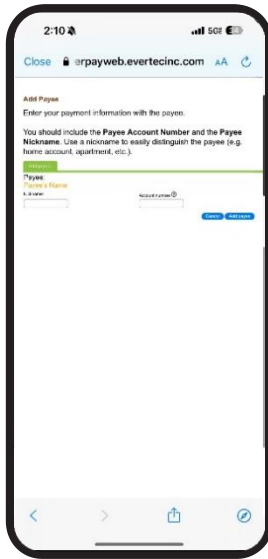 2:10
Close erpayweb.evertecinc.com AA
Add Payee
Enter your payment information with the payee.
You should include the Payee Account Number and the Payee
Nickname. Use a nickname to easily distinguish the payee (e.g.
home account, apartment, etc.).
Payee:
Payee's Name
Account number
Cancel Add payee